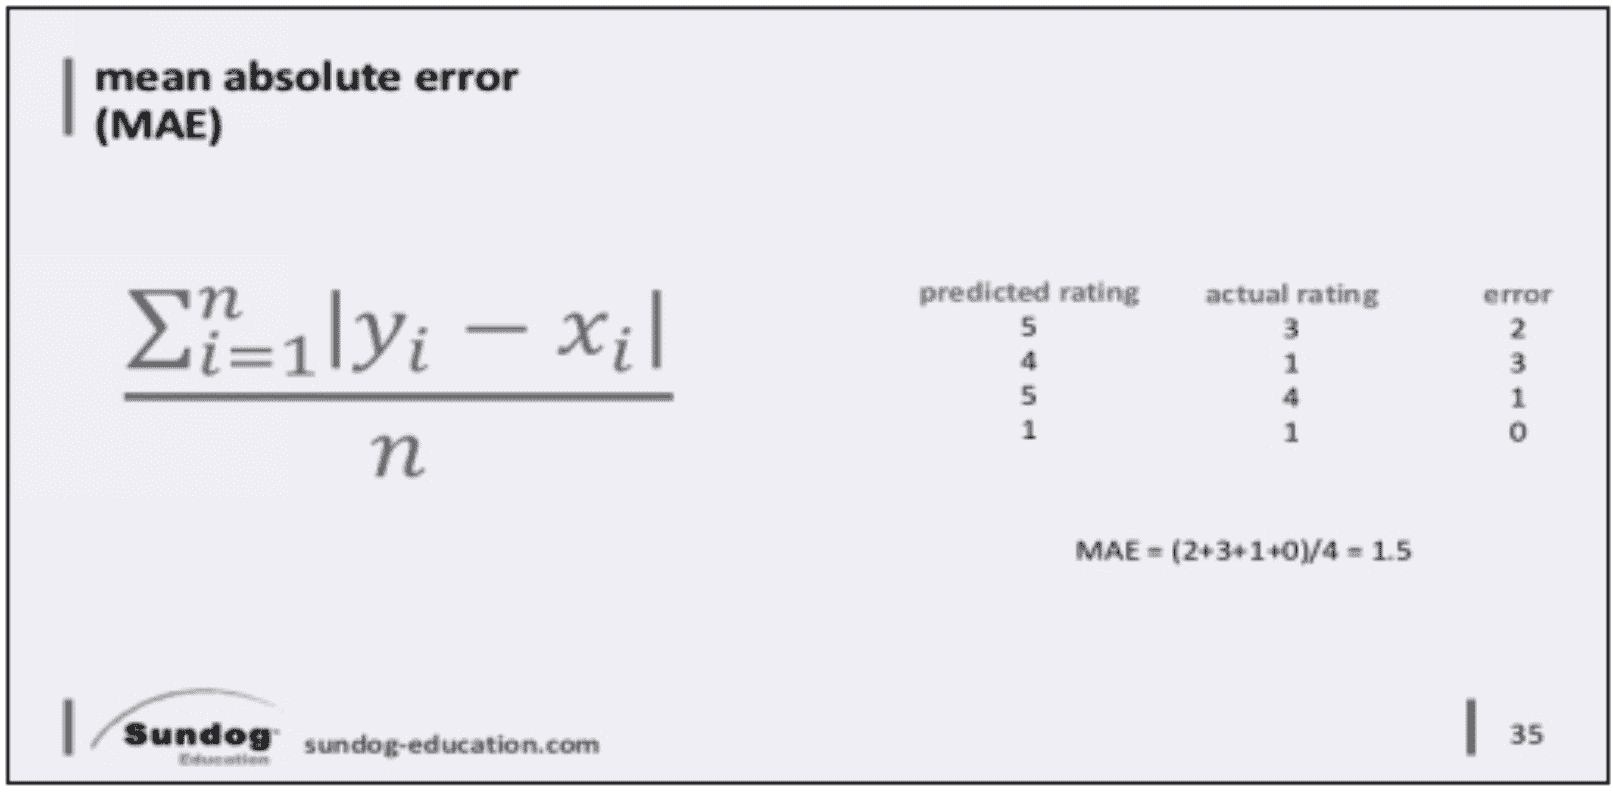 mean absolute error
(MAE)
∑ⁿᵢ₌₁|yᵢ − xᵢ|
n
predicted rating actual rating error
5 3 2
4 1 3
5 4 1
1 1 0
MAE = (2+3+1+0)/4 = 1.5
Sundog
Education
sundog-education.com
35